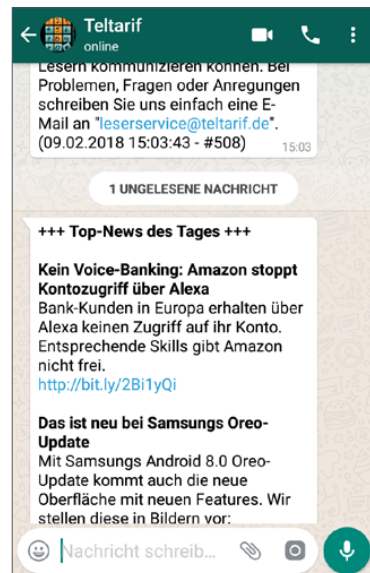 Teltarif
online
Lesern kommunizieren können. Bei
Problemen, Fragen oder Anregungen
schreiben Sie uns einfach eine E-
Mail an "leserservice@teltarif.de".
(09.02.2018 15:03:43 - #508) 15:03
1 UNGELESENE NACHRICHT
+++ Top-News des Tages +++
Kein Voice-Banking: Amazon stoppt
Kontozugriff über Alexa
Bank-Kunden in Europa erhalten über
Alexa keinen Zugriff auf ihr Konto.
Entsprechende Skills gibt Amazon
nicht frei.
http://bit.ly/2Bi1yQi
Das ist neu bei Samsungs Oreo-
Update
Mit Samsungs Android 8.0 Oreo-
Update kommt auch die neue
Oberfläche mit neuen Features. Wir
stellen diese in Bildern vor:
Nachricht schreib...